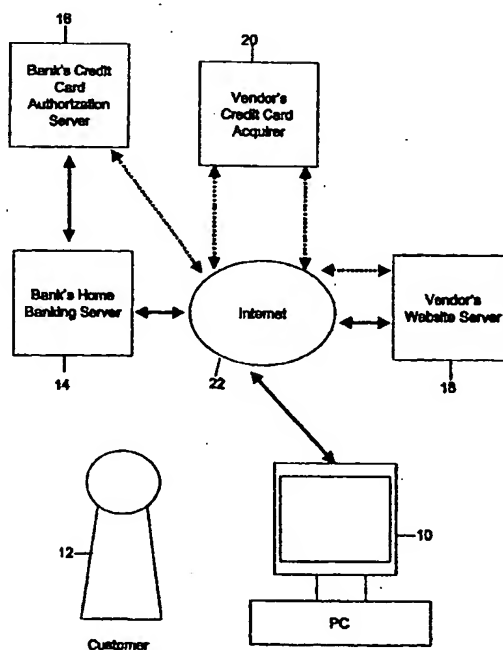 16
Bank's Credit
Card
Authorization
Server
20
Vendor's
Credit Card
Acquirer
Bank's Home
Banking Server
14
Internet
22
Vendor's
Website Server
18
12
Customer
10
PC